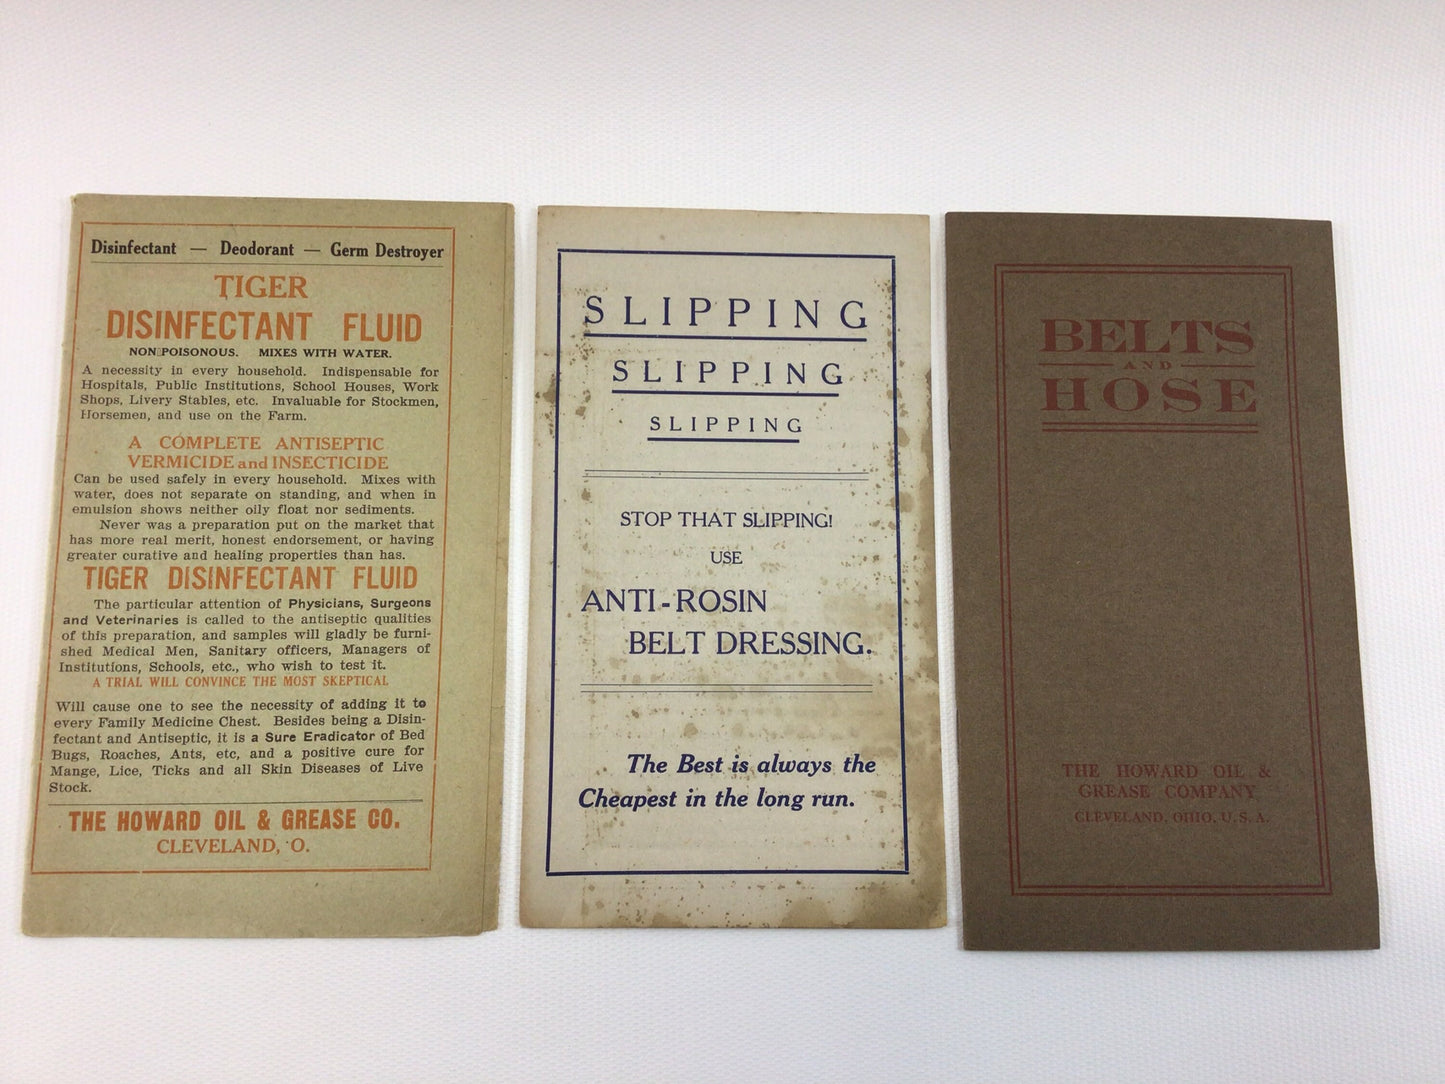 Disinfectant — Deodorant — Germ Destroyer
TIGER
DISINFECTANT FLUID
NON POISONOUS. MIXES WITH WATER.
A necessity in every household. Indispensable for
Hospitals, Public Institutions, School Houses, Work
Shops, Livery Stables, etc. Invaluable for Stockmen,
Horsemen, and use on the Farm.
A COMPLETE ANTISEPTIC
VERMICIDE and INSECTICIDE
Can be used safely in every household. Mixes with
water, does not separate on standing, and when in
emulsion shows neither oily float nor sediments.
Never was a preparation put on the market that
has more real merit, honest endorsement, or having
greater curative and healing properties than has.
TIGER DISINFECTANT FLUID
The particular attention of Physicians, Surgeons
and Veterinaries is called to the antiseptic qualities
of this preparation, and samples will gladly be furni-
shed Medical Men, Sanitary officers, Managers of
Institutions, Schools, etc., who wish to test it.
A TRIAL WILL CONVINCE THE MOST SKEPTICAL
Will cause one to see the necessity of adding it to
every Family Medicine Chest. Besides being a Disin-
fectant and Antiseptic, it is a Sure Eradicator of Bed
Bugs, Roaches, Ants, etc, and a positive cure for
Mange, Lice, Ticks and all Skin Diseases of Live
Stock.
THE HOWARD OIL & GREASE CO.
CLEVELAND, O.
SLIPPING
SLIPPING
SLIPPING
STOP THAT SLIPPING!
USE
ANTI-ROSIN
BELT DRESSING.
The Best is always the
Cheapest in the long run.
BELTS
AND
HOSE
THE HOWARD OIL &
GREASE COMPANY
CLEVELAND, OHIO, U.S.A.